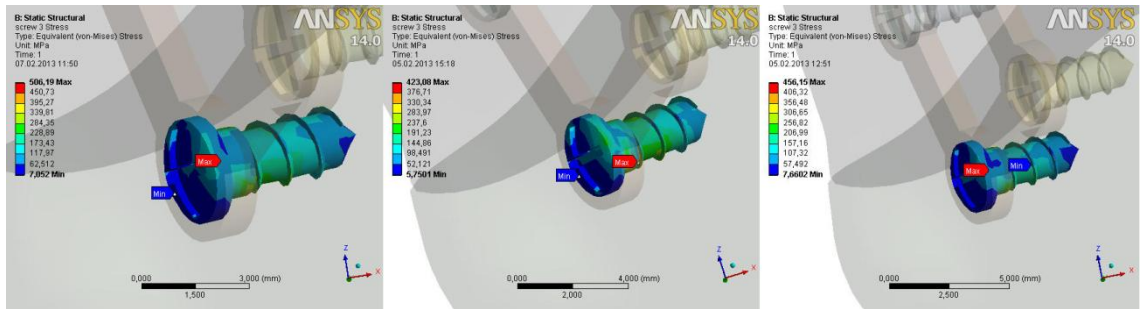 B: Static Structural
screw 3 Stress
Type: Equivalent (von-Mises) Stress
Unit: MPa
Time: 1
07.02.2013 11:50
506,19 Max
450,73
395,27
339,81
284,35
228,89
173,43
117,97
62,512
7,052 Min
ANSYS
14.0
Max
Min
Z
X
0,000
3,000 (mm)
1,500
B: Static Structural
screw 3 Stress
Type: Equivalent (von-Mises) Stress
Unit: MPa
Time: 1
05.02.2013 15:18
423,08 Max
376,71
330,34
283,97
237,6
191,23
144,86
98,491
52,121
5,7501 Min
ANSYS
14.0
Max
Min
Z
X
0,000
4,000 (mm)
2,000
B: Static Structural
screw 3 Stress
Type: Equivalent (von-Mises) Stress
Unit: MPa
Time: 1
05.02.2013 12:51
456,15 Max
406,32
356,48
306,65
256,82
206,99
157,16
107,32
57,492
7,6602 Min
ANSYS
14.0
Max
Min
Z
X
0,000
5,000 (mm)
2,500